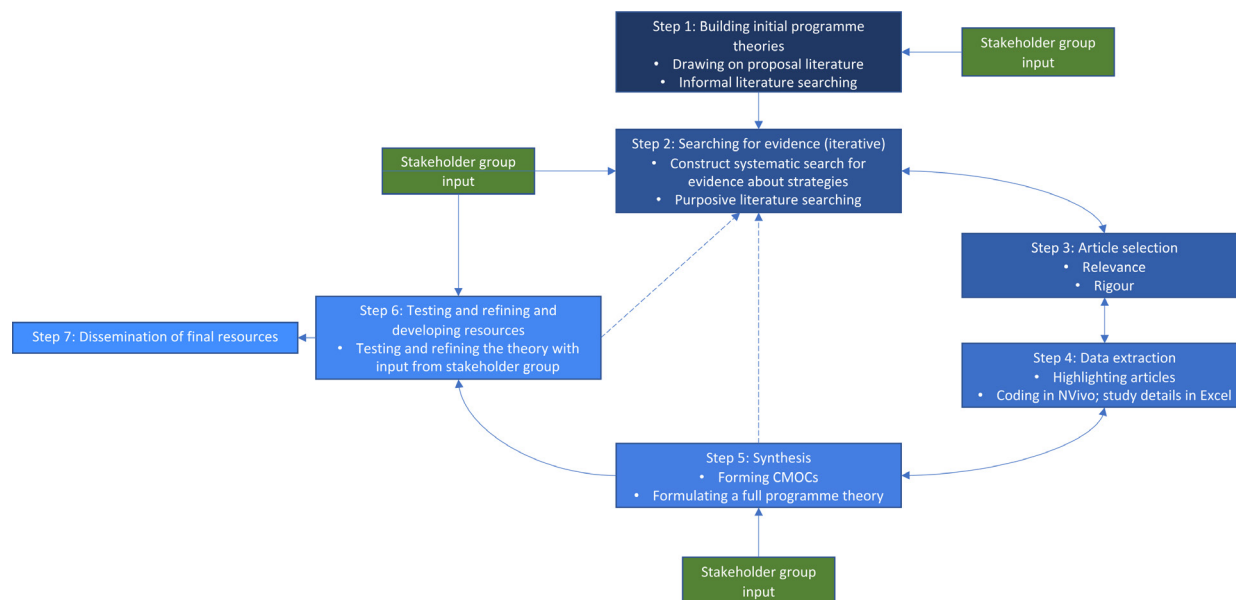 Step 1: Building initial programme
theories
• Drawing on proposal literature
• Informal literature searching
Stakeholder group
input
Step 2: Searching for evidence (iterative)
• Construct systematic search for
evidence about strategies
• Purposive literature searching
Stakeholder group
input
Step 3: Article selection
• Relevance
• Rigour
Step 4: Data extraction
• Highlighting articles
• Coding in NVivo; study details in Excel
Step 5: Synthesis
• Forming CMOCs
• Formulating a full programme theory
Stakeholder group
input
Step 6: Testing and refining and
developing resources
• Testing and refining the theory with
input from stakeholder group
Step 7: Dissemination of final resources